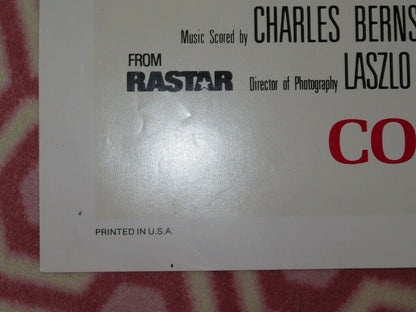 Music Scored by CHARLES BERNS
FROM
RASTAR
Director of Photography LASZLO
CO
PRINTED IN U.S.A.